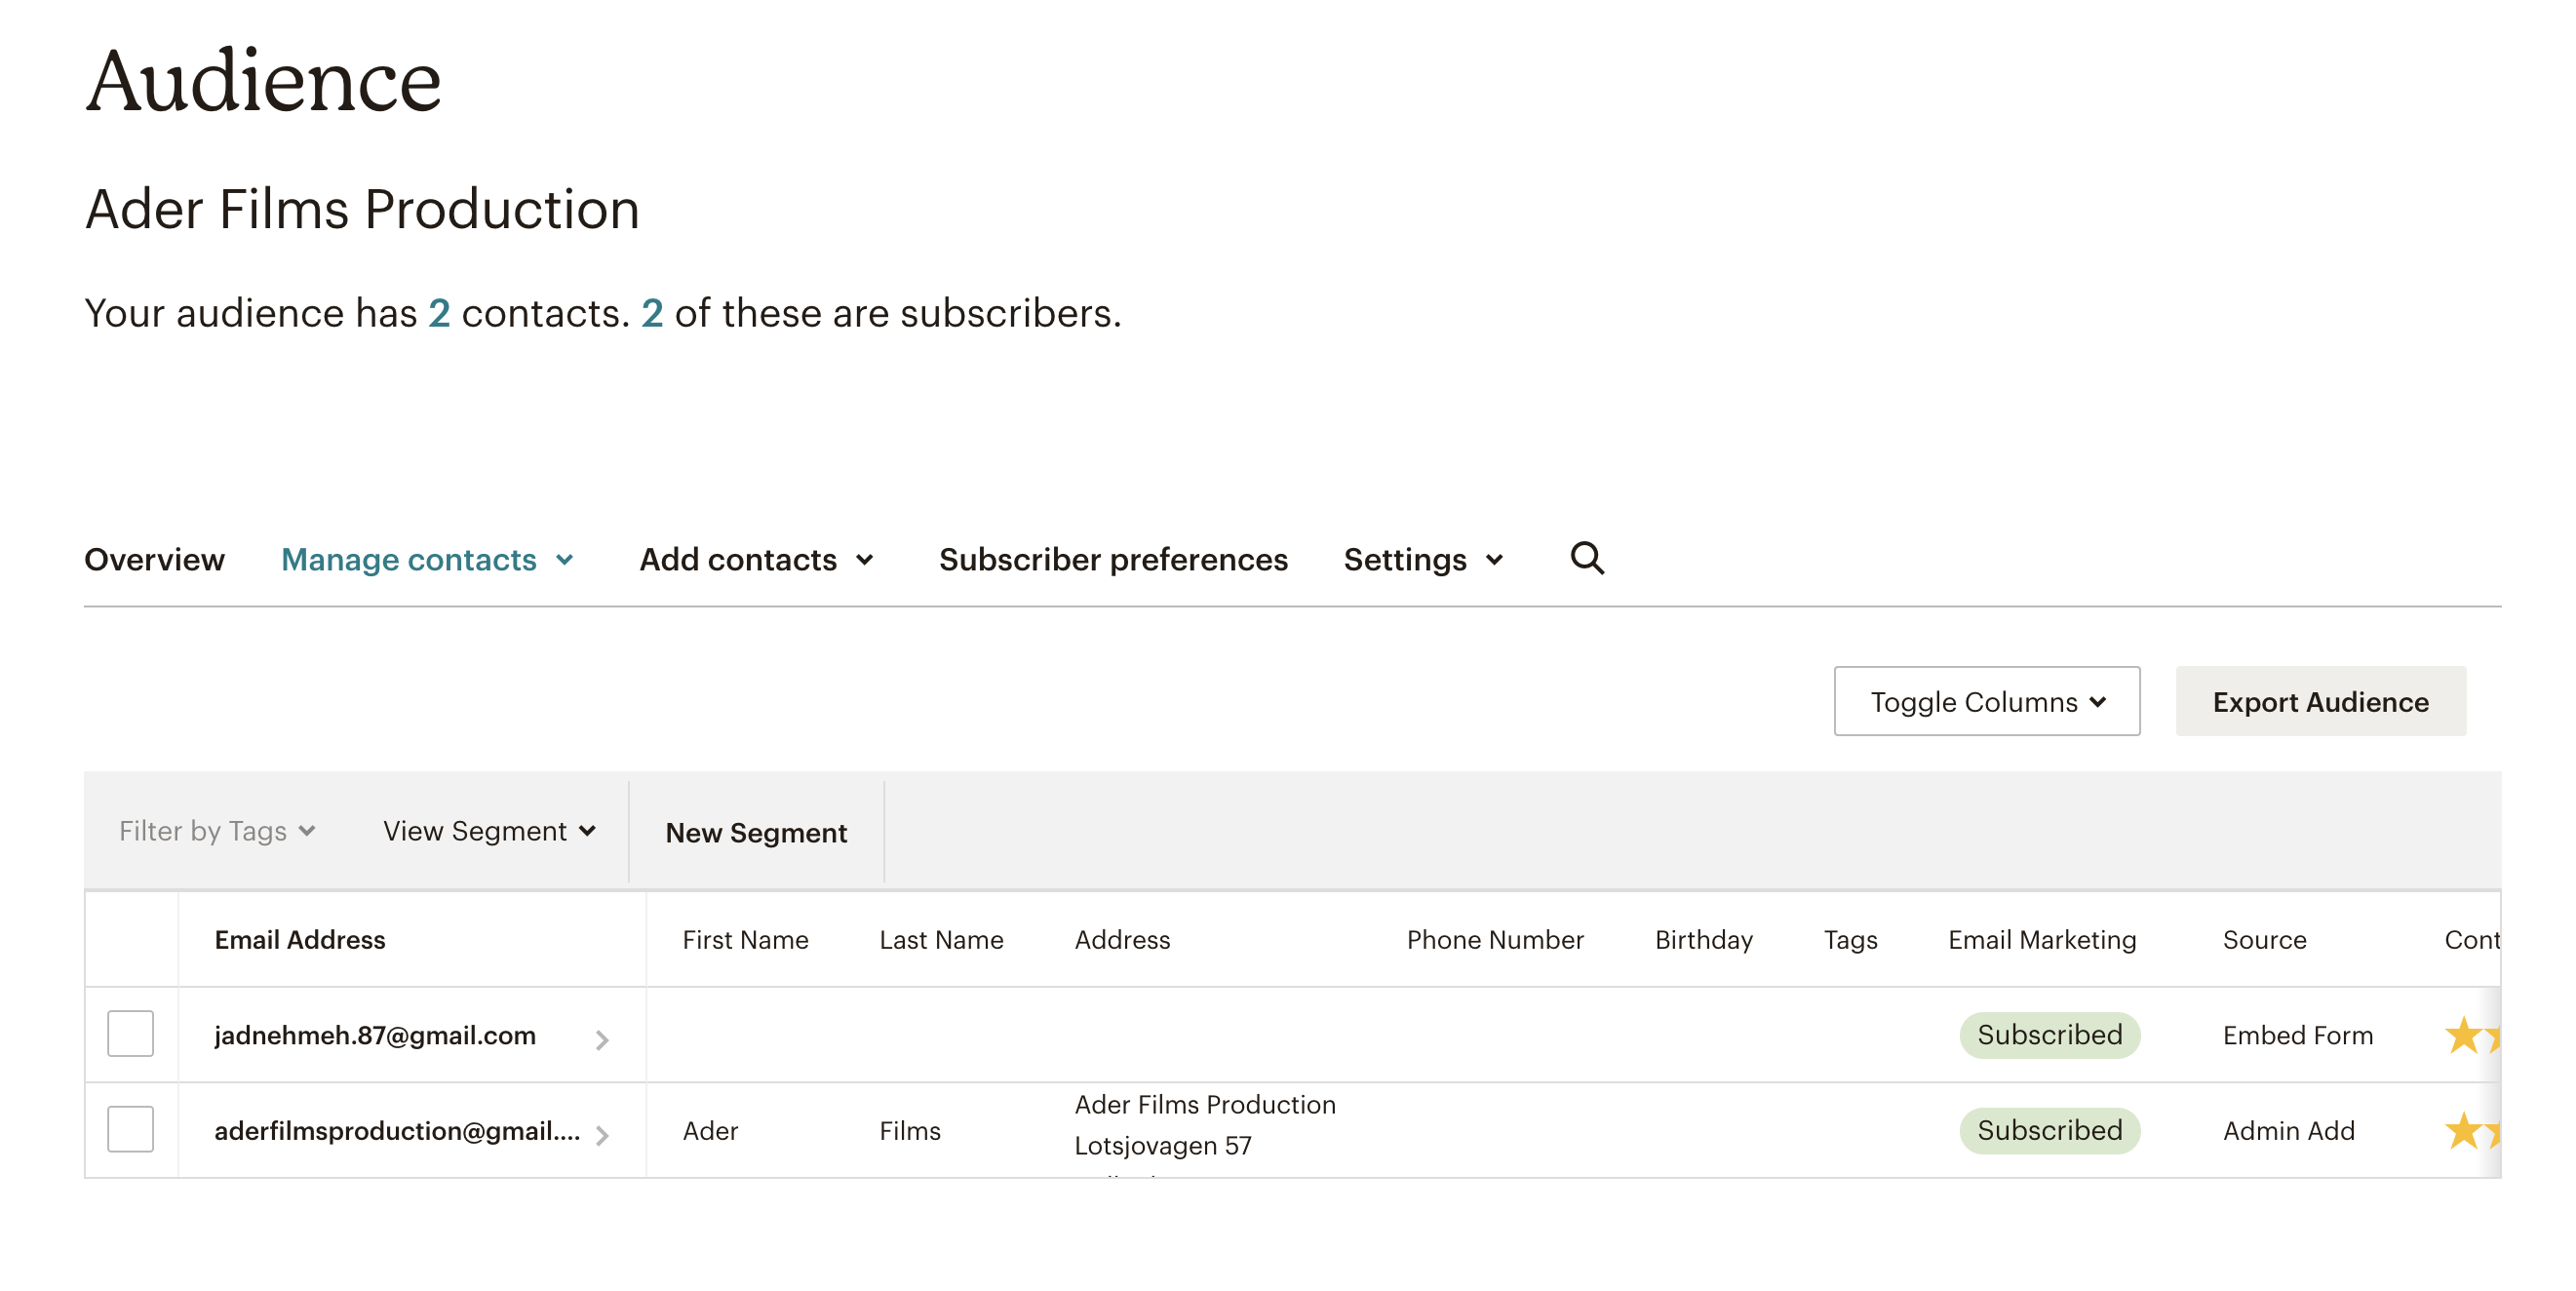 Audience
Ader Films Production
Your audience has 2 contacts. 2 of these are subscribers.
Overview Manage contacts Add contacts Subscriber preferences Settings
Toggle Columns Export Audience
Filter by Tags View Segment New Segment
Email Address First Name Last Name Address Phone Number Birthday Tags Email Marketing Source Cont
jadnehmeh.87@gmail.com Subscribed Embed Form
aderfilmsproduction@gmail.... Ader Films Ader Films Production Subscribed Admin Add
Lotsjovagen 57